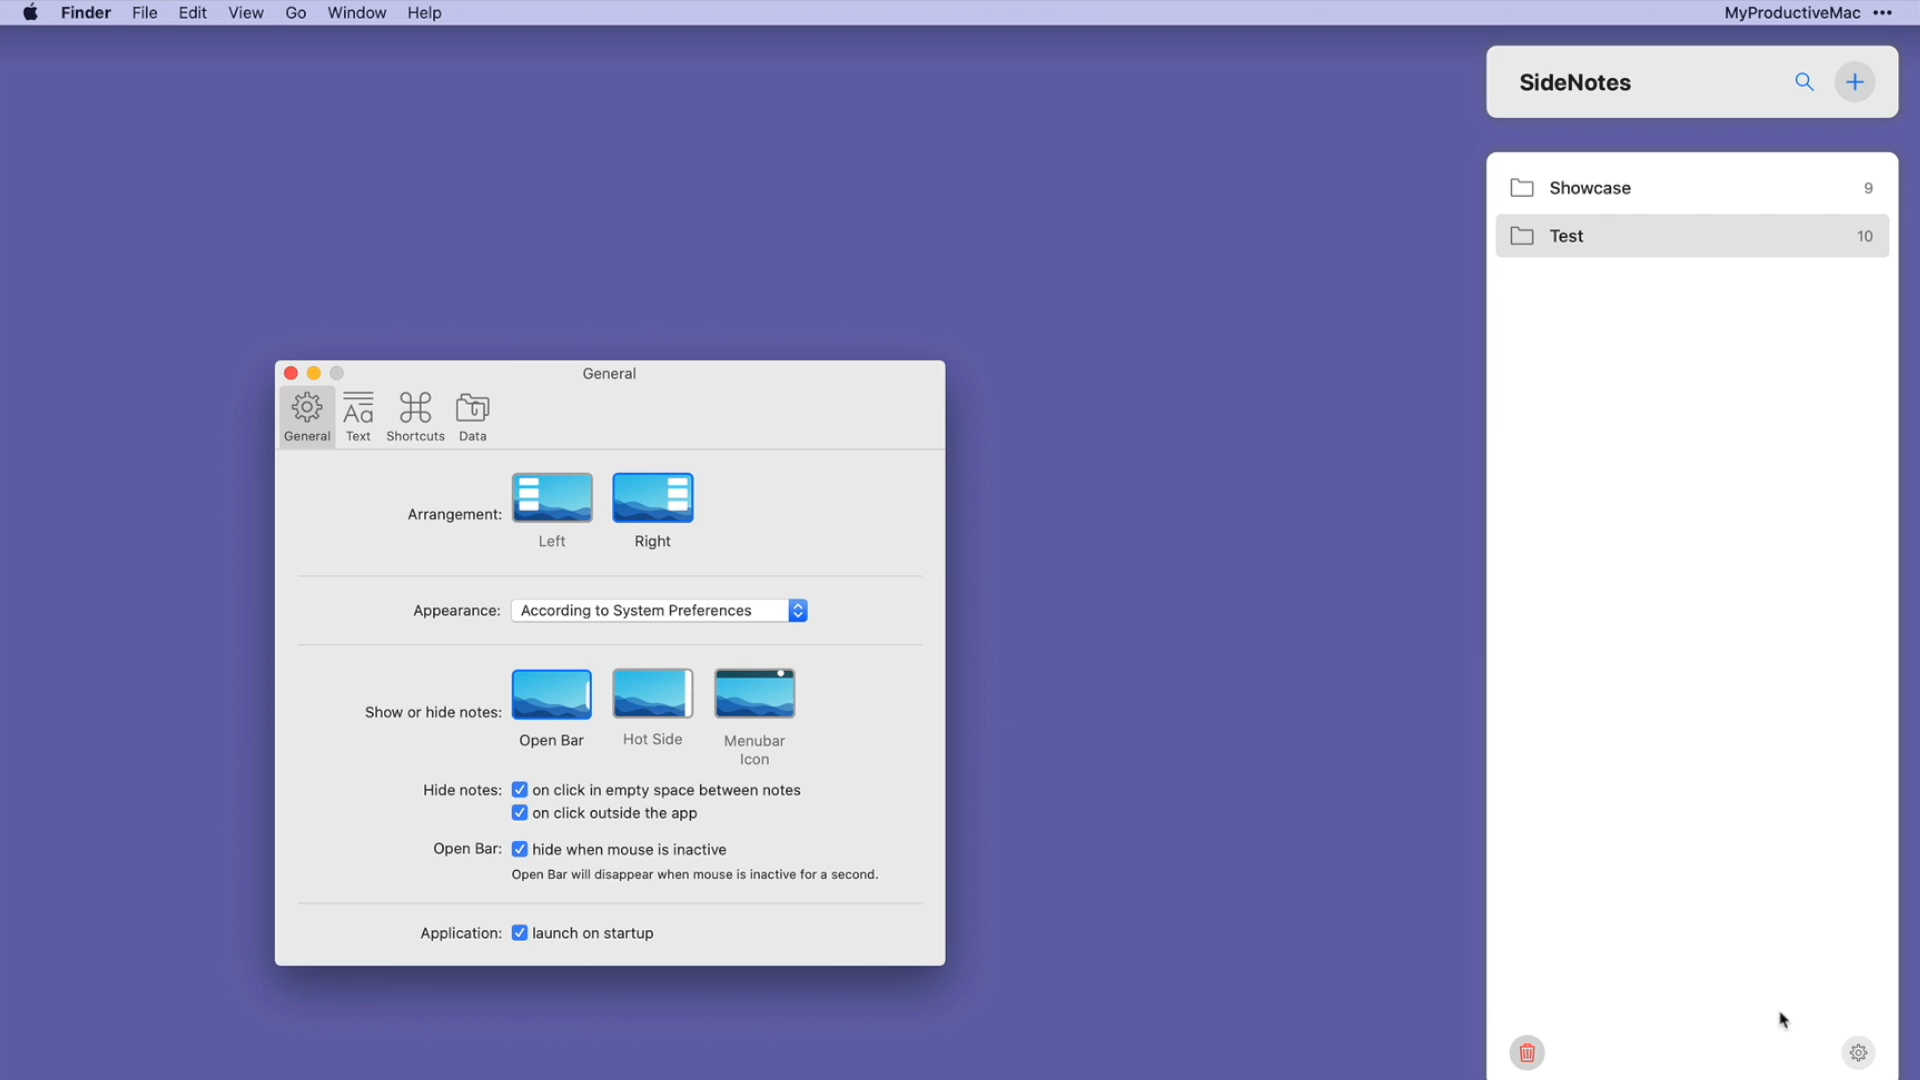 Finder File Edit View Go Window Help MyProductiveMac
SideNotes
Showcase 9
Test 10
General
General Text Shortcuts Data
Arrangement:
Left Right
Appearance: According to System Preferences
Show or hide notes:
Open Bar Hot Side Menubar
Icon
Hide notes: on click in empty space between notes
on click outside the app
Open Bar: hide when mouse is inactive
Open Bar will disappear when mouse is inactive for a second.
Application: launch on startup